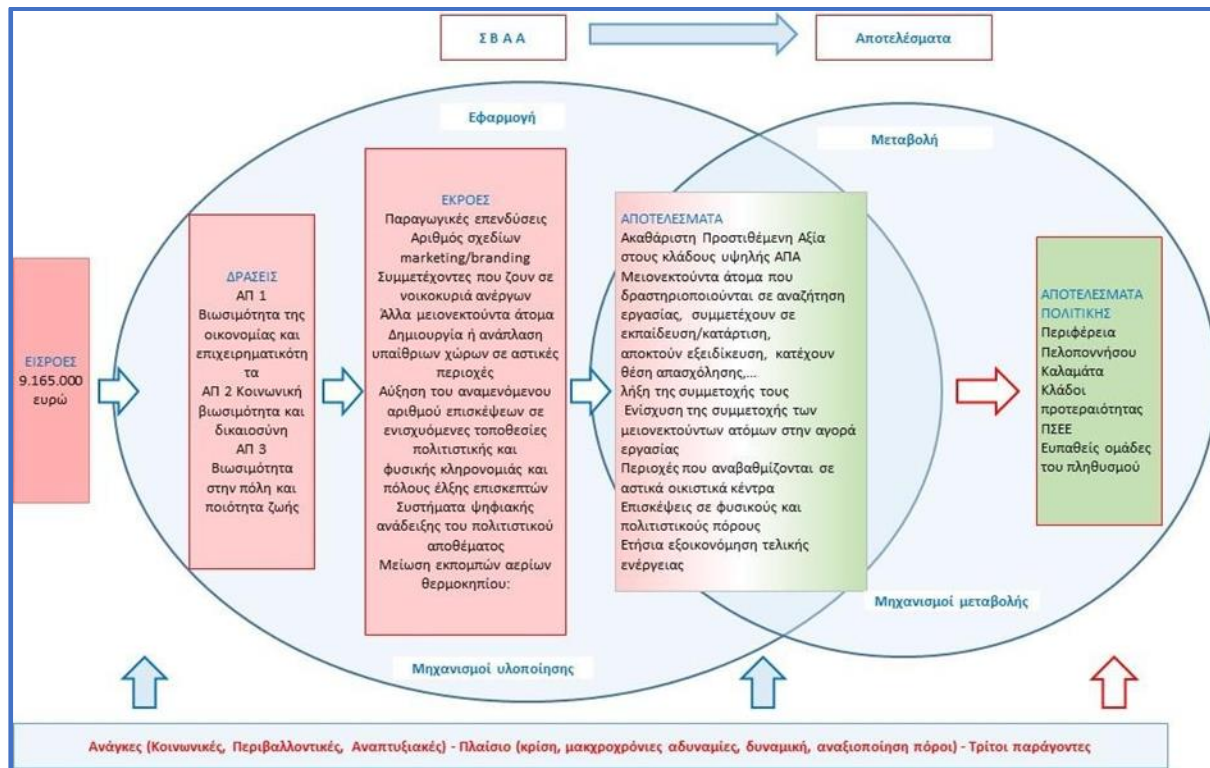 Σ Β Α Α
Αποτελέσματα
Εφαρμογή
Μεταβολή
ΕΙΣΡΟΕΣ
9.165.000
ευρώ
ΔΡΑΣΕΙΣ
ΑΠ 1
Βιωσιμότητα της
οικονομίας και
επιχειρηματικότη
τα
ΑΠ 2 Κοινωνική
βιωσιμότητα και
δικαιοσύνη
ΑΠ 3
Βιωσιμότητα
στην πόλη και
ποιότητα ζωής
ΕΚΡΟΕΣ
Παραγωγικές επενδύσεις
Αριθμός σχεδίων
marketing/branding
Συμμετέχοντες που ζουν σε
νοικοκυριά ανέργων
Άλλα μειονεκτούντα άτομα
Δημιουργία ή ανάπλαση
υπαίθριων χώρων σε αστικές
περιοχές
Αύξηση του αναμενόμενου
αριθμού επισκέψεων σε
ενισχυόμενες τοποθεσίες
πολιτιστικής και
φυσικής κληρονομιάς και
πόλους έλξης επισκεπτών
Συστήματα ψηφιακής
ανάδειξης του πολιτιστικού
αποθέματος
Μείωση εκπομπών αερίων
θερμοκηπίου:
ΑΠΟΤΕΛΕΣΜΑΤΑ
Ακαθάριστη Προστιθέμενη Αξία
στους κλάδους υψηλής ΑΠΑ
Μειονεκτούντα άτομα που
δραστηριοποιούνται σε αναζήτηση
εργασίας, συμμετέχουν σε
εκπαίδευση/κατάρτιση,
αποκτούν εξειδίκευση, κατέχουν
θέση απασχόλησης,...
λήξη της συμμετοχής τους
Ενίσχυση της συμμετοχής των
μειονεκτούντων ατόμων στην αγορά
εργασίας
Περιοχές που αναβαθμίζονται σε
αστικά οικιστικά κέντρα
Επισκέψεις σε φυσικούς και
πολιτιστικούς πόρους
Ετήσια εξοικονόμηση τελικής
ενέργειας
ΑΠΟΤΕΛΕΣΜΑΤΑ
ΠΟΛΙΤΙΚΗΣ
Περιφέρεια
Πελοποννήσου
Καλαμάτα
Κλάδοι
προτεραιότητας
ΠΣΕΕ
Ευπαθείς ομάδες
του πληθυσμού
Μηχανισμοί μεταβολής
Μηχανισμοί υλοποίησης
Ανάγκες (Κοινωνικές, Περιβαλλοντικές, Αναπτυξιακές) - Πλαίσιο (κρίση, μακχροχρόνιες αδυναμίες, δυναμική, αναξιοποίηση πόροι) - Τρίτοι παράγοντες